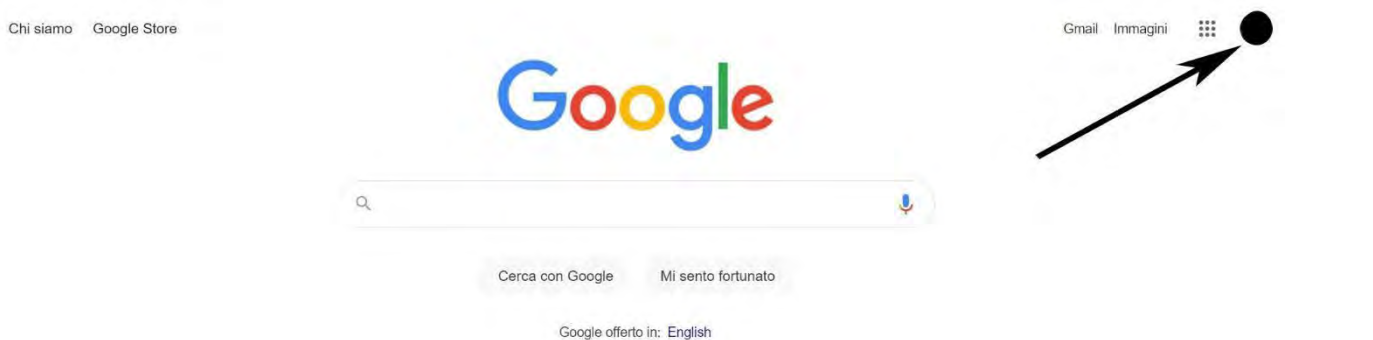 Chi siamo Google Store Gmail Immagini
Google
Cerca con Google Mi sento fortunato
Google offerto in: English